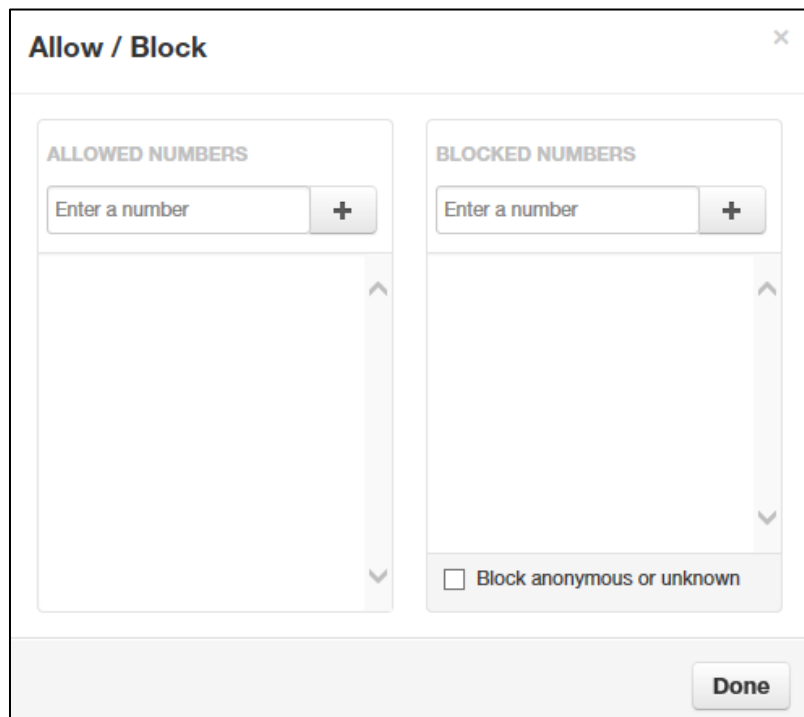 Allow / Block
ALLOWED NUMBERS
Enter a number
BLOCKED NUMBERS
Enter a number
Block anonymous or unknown
Done